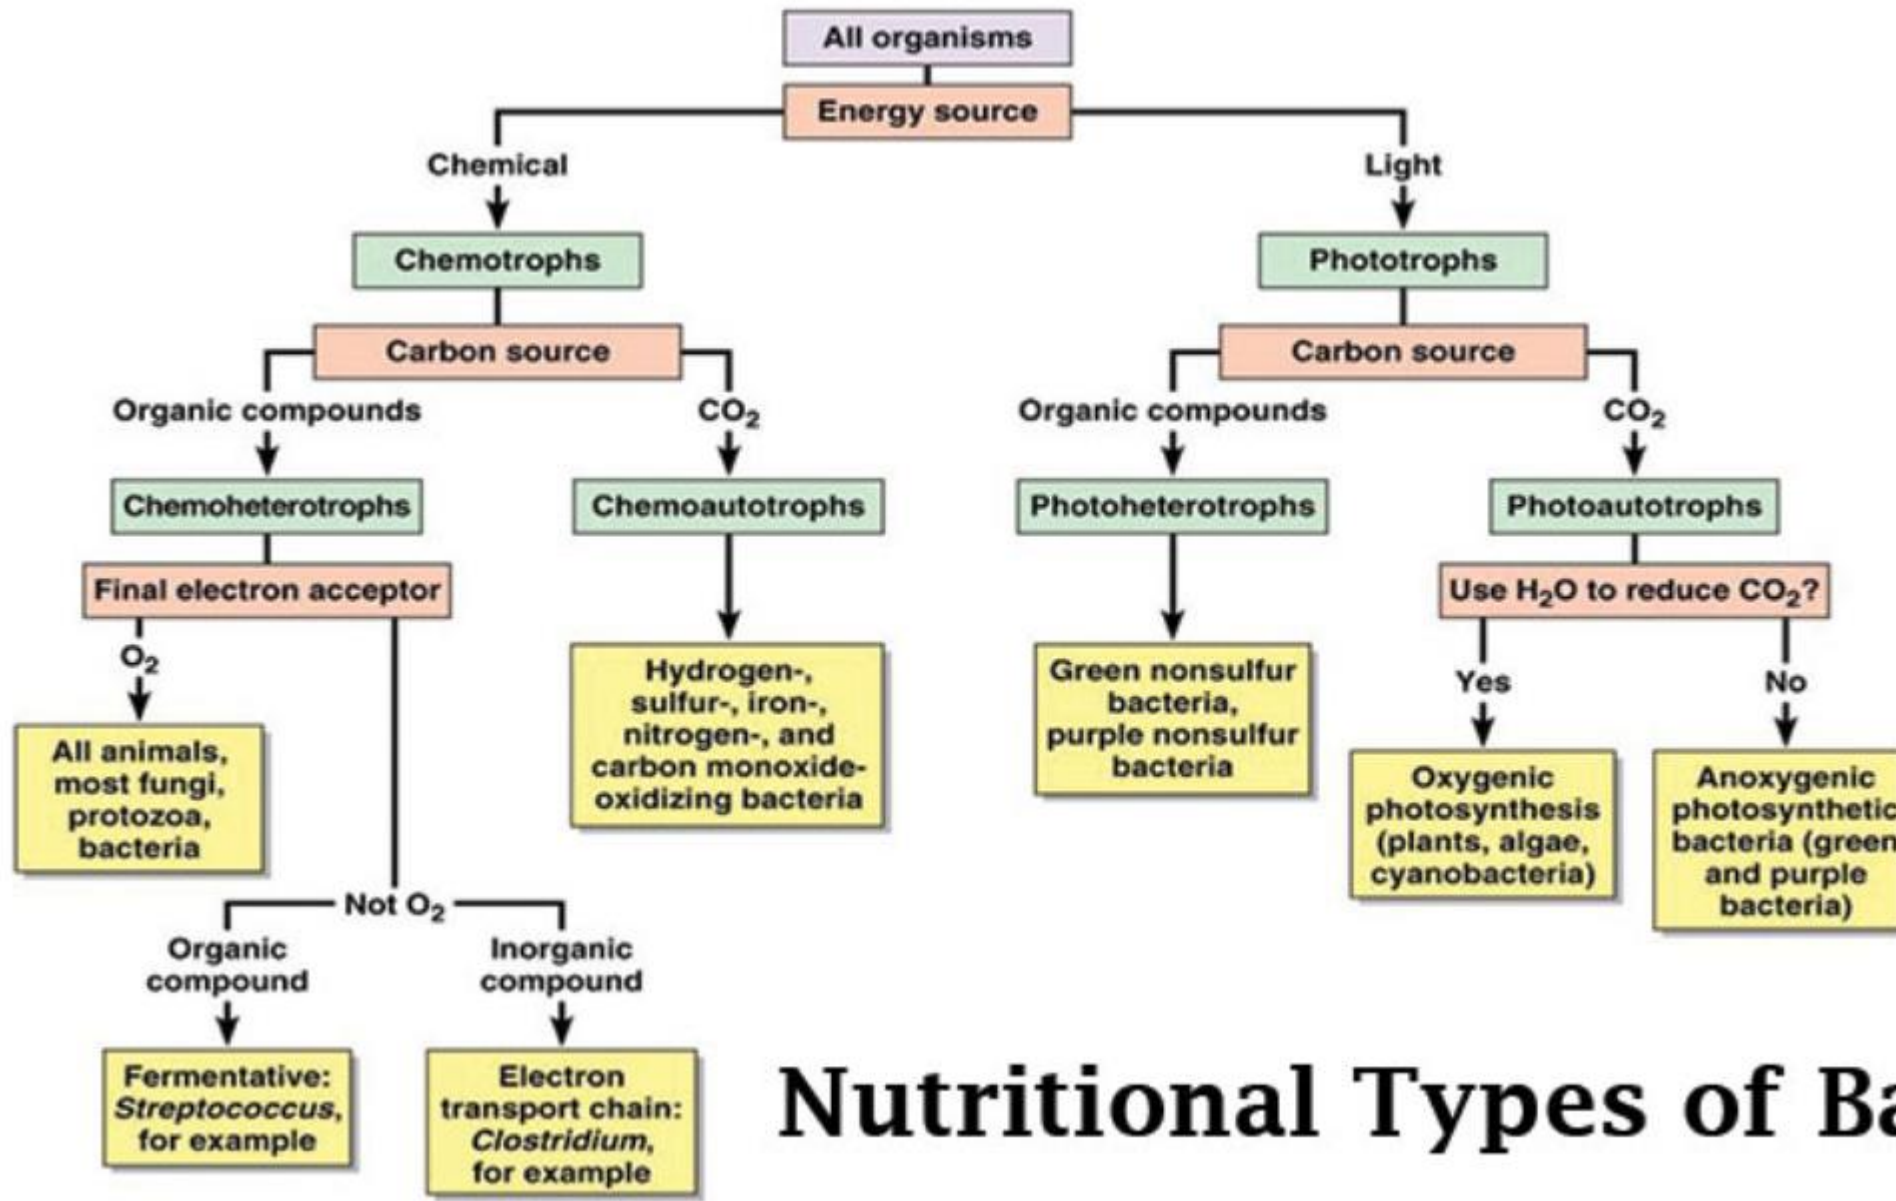 All organisms
Energy source
Chemical
Light
Chemotrophs
Phototrophs
Carbon source
Carbon source
Organic compounds
CO₂
Organic compounds
CO₂
Chemoheterotrophs
Chemoautotrophs
Photoheterotrophs
Photoautotrophs
Final electron acceptor
Use H₂O to reduce CO₂?
O₂
Yes
No
All animals,
most fungi,
protozoa,
bacteria
Hydrogen-,
sulfur-, iron-,
nitrogen-, and
carbon monoxide-
oxidizing bacteria
Green nonsulfur
bacteria,
purple nonsulfur
bacteria
Oxygenic
photosynthesis
(plants, algae,
cyanobacteria)
Anoxygenic
photosynthetic
bacteria (green
and purple
bacteria)
Not O₂
Organic
compound
Inorganic
compound
Fermentative:
Streptococcus,
for example
Electron
transport chain:
Clostridium,
for example
Nutritional Types of Ba